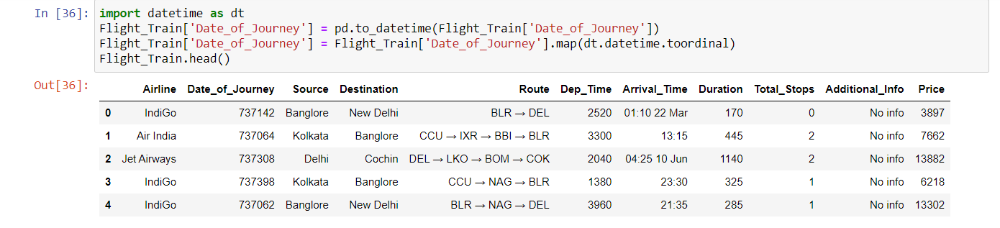 In [36]: import datetime as dt
Flight_Train['Date_of_Journey'] = pd.to_datetime(Flight_Train['Date_of_Journey'])
Flight_Train['Date_of_Journey'] = Flight_Train['Date_of_Journey'].map(dt.datetime.toordinal)
Flight_Train.head()
Out[36]:
Airline Date_of_Journey Source Destination Route Dep_Time Arrival_Time Duration Total_Stops Additional_Info Price
0 IndiGo 737142 Banglore New Delhi BLR → DEL 2520 01:10 22 Mar 170 0 No info 3897
1 Air India 737064 Kolkata Banglore CCU → IXR → BBI → BLR 3300 13:15 445 2 No info 7662
2 Jet Airways 737308 Delhi Cochin DEL → LKO → BOM → COK 2040 04:25 10 Jun 1140 2 No info 13882
3 IndiGo 737398 Kolkata Banglore CCU → NAG → BLR 1380 23:30 325 1 No info 6218
4 IndiGo 737062 Banglore New Delhi BLR → NAG → DEL 3960 21:35 285 1 No info 13302